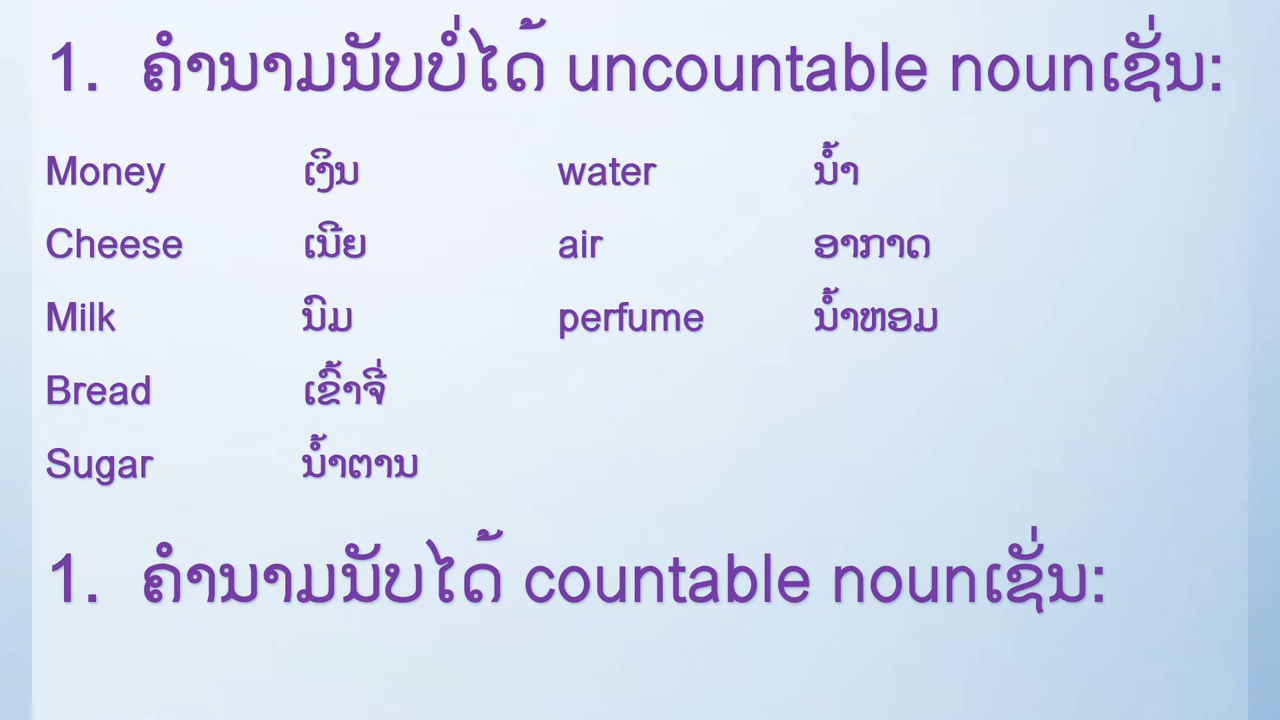 1. ຄຳນາມນັບບໍ່ໄດ້ uncountable nounເຊັ່ນ:
Money ເງິນ water ນ້ຳ
Cheese ເນີຍ air ອາກາດ
Milk ນົມ perfume ນ້ຳຫອມ
Bread ເຂົ້າຈີ່
Sugar ນ້ຳຕານ
1. ຄຳນາມນັບໄດ້ countable nounເຊັ່ນ: